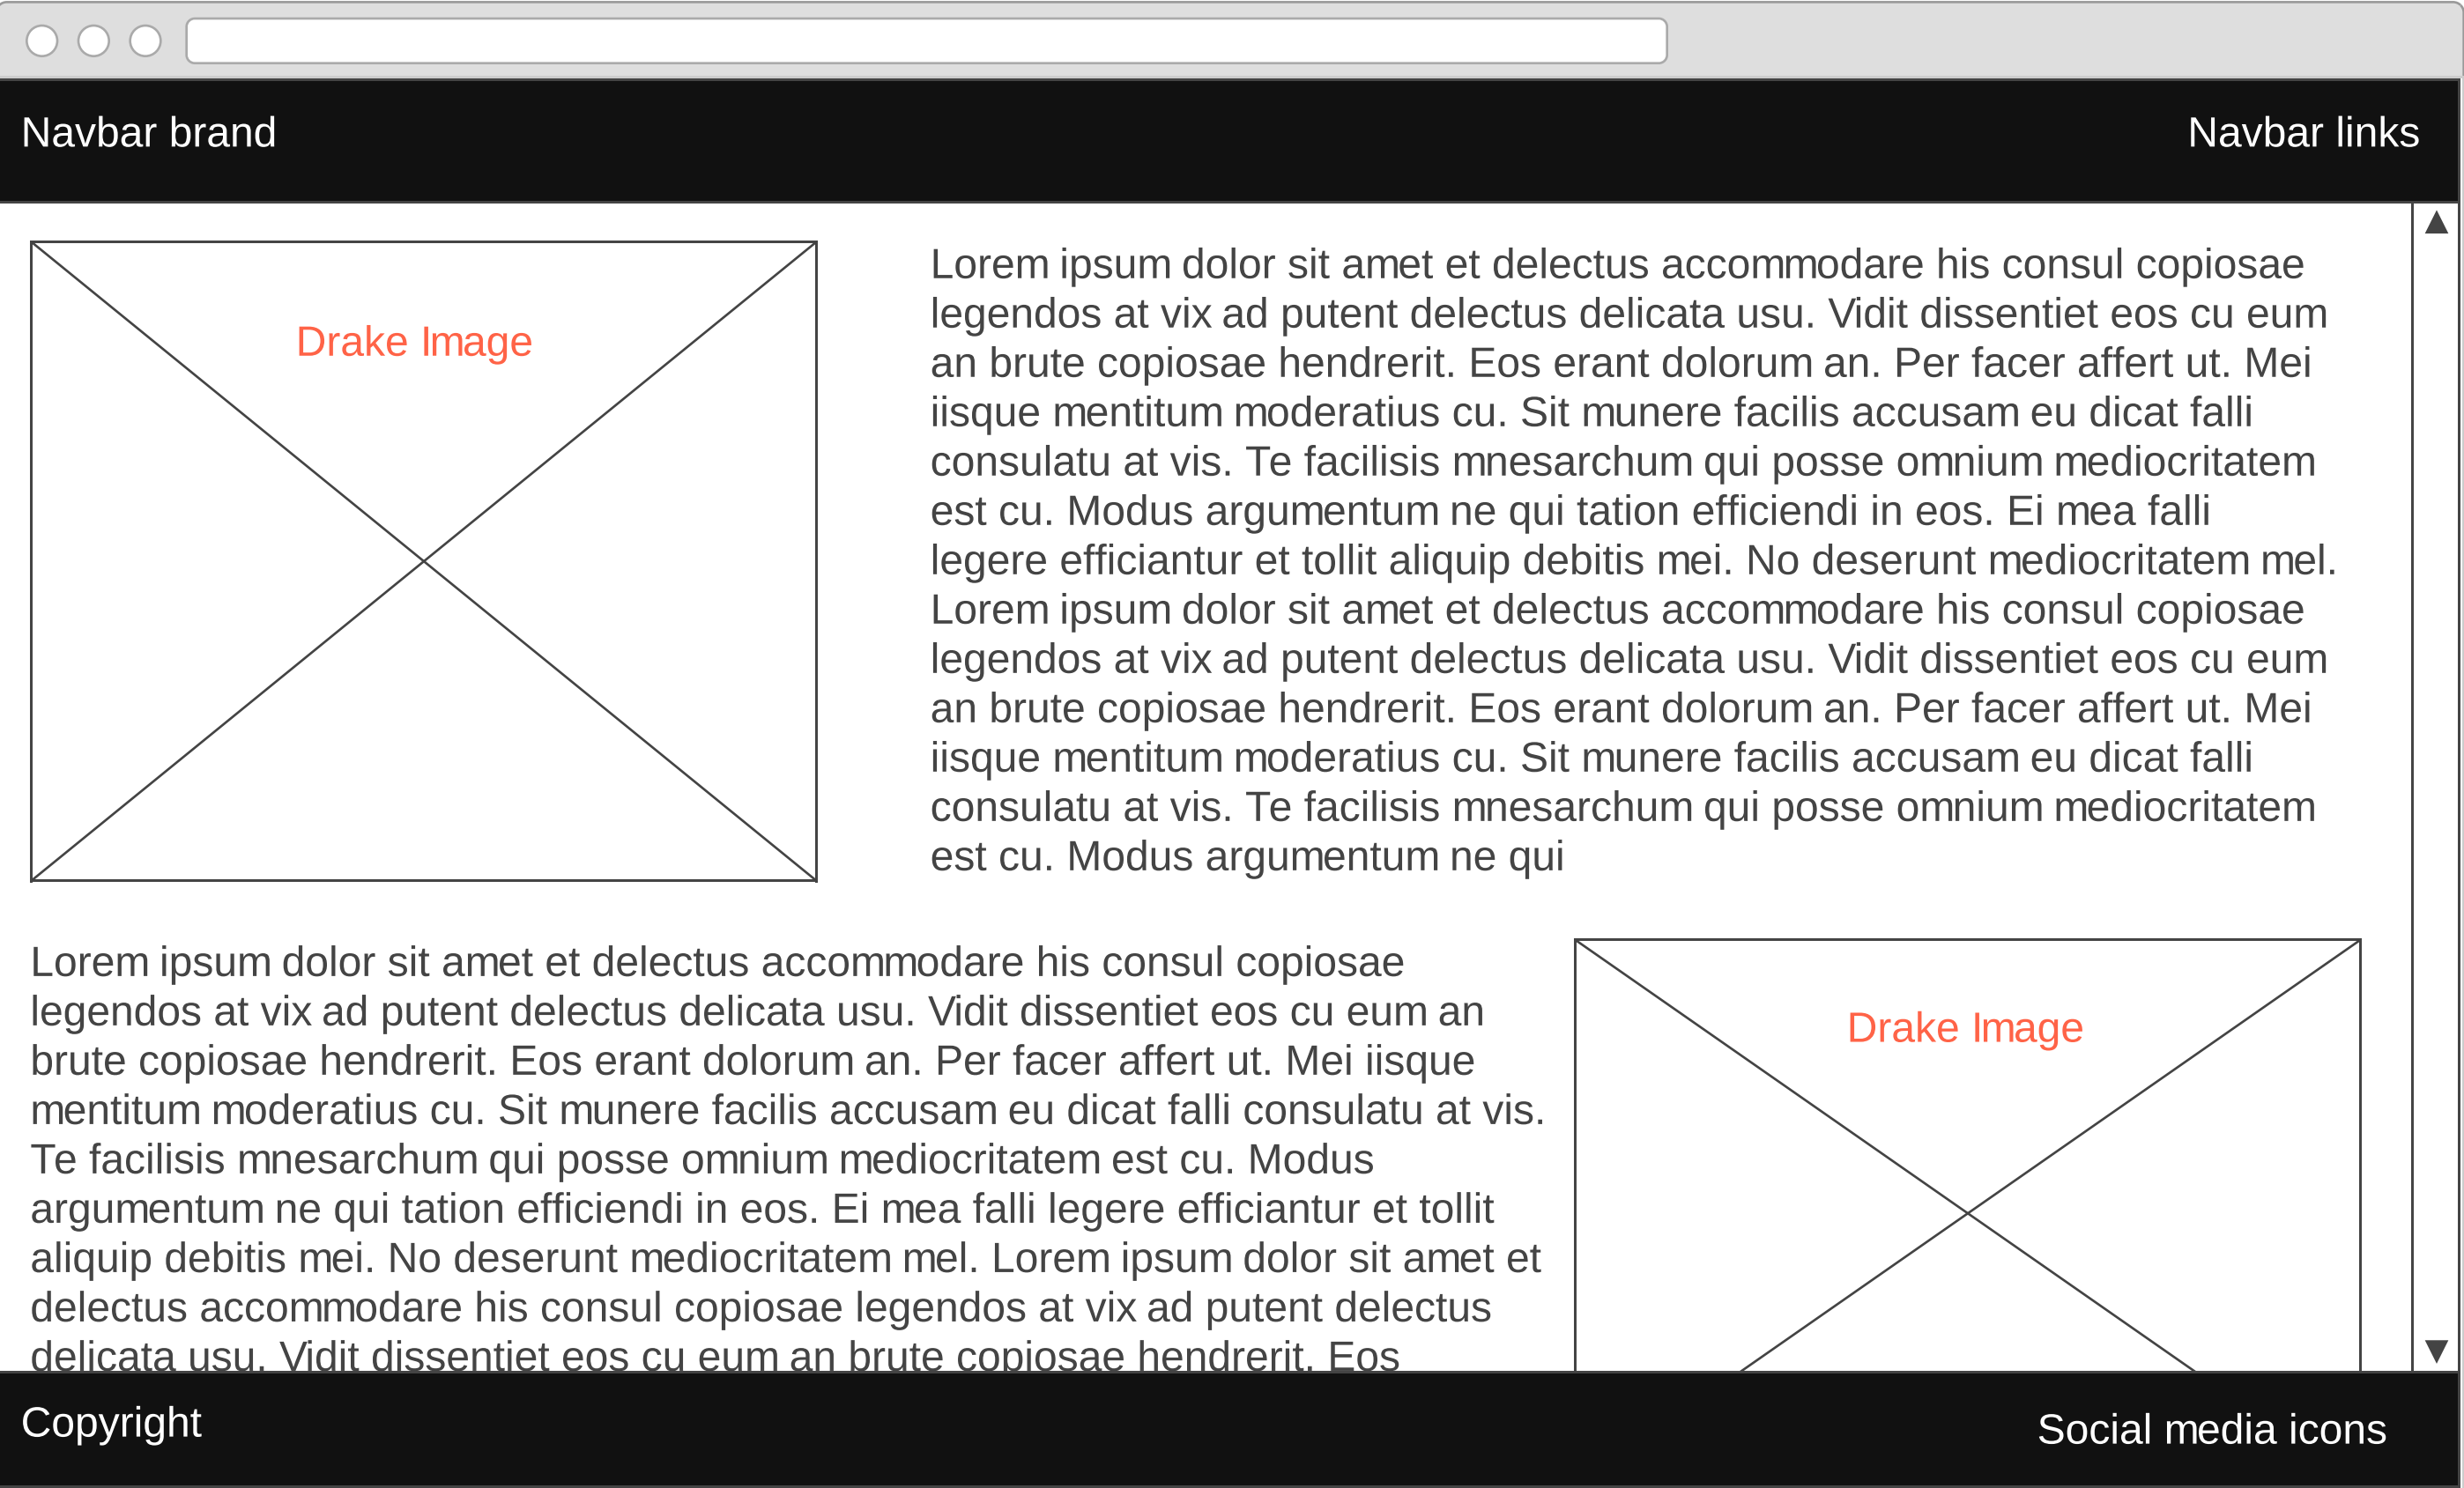 Navbar brand
Navbar links
Drake Image
Lorem ipsum dolor sit amet et delectus accommodare his consul copiosae
legendos at vix ad putent delectus delicata usu. Vidit dissentiet eos cu eum
an brute copiosae hendrerit. Eos erant dolorum an. Per facer affert ut. Mei
iisque mentitum moderatius cu. Sit munere facilis accusam eu dicat falli
consulatu at vis. Te facilisis mnesarchum qui posse omnium mediocritatem
est cu. Modus argumentum ne qui tation efficiendi in eos. Ei mea falli
legere efficiantur et tollit aliquip debitis mei. No deserunt mediocritatem mel.
Lorem ipsum dolor sit amet et delectus accommodare his consul copiosae
legendos at vix ad putent delectus delicata usu. Vidit dissentiet eos cu eum
an brute copiosae hendrerit. Eos erant dolorum an. Per facer affert ut. Mei
iisque mentitum moderatius cu. Sit munere facilis accusam eu dicat falli
consulatu at vis. Te facilisis mnesarchum qui posse omnium mediocritatem
est cu. Modus argumentum ne qui
Lorem ipsum dolor sit amet et delectus accommodare his consul copiosae
legendos at vix ad putent delectus delicata usu. Vidit dissentiet eos cu eum an
brute copiosae hendrerit. Eos erant dolorum an. Per facer affert ut. Mei iisque
mentitum moderatius cu. Sit munere facilis accusam eu dicat falli consulatu at vis.
Te facilisis mnesarchum qui posse omnium mediocritatem est cu. Modus
argumentum ne qui tation efficiendi in eos. Ei mea falli legere efficiantur et tollit
aliquip debitis mei. No deserunt mediocritatem mel. Lorem ipsum dolor sit amet et
delectus accommodare his consul copiosae legendos at vix ad putent delectus
delicata usu. Vidit dissentiet eos cu eum an brute copiosae hendrerit. Eos
Drake Image
Copyright
Social media icons